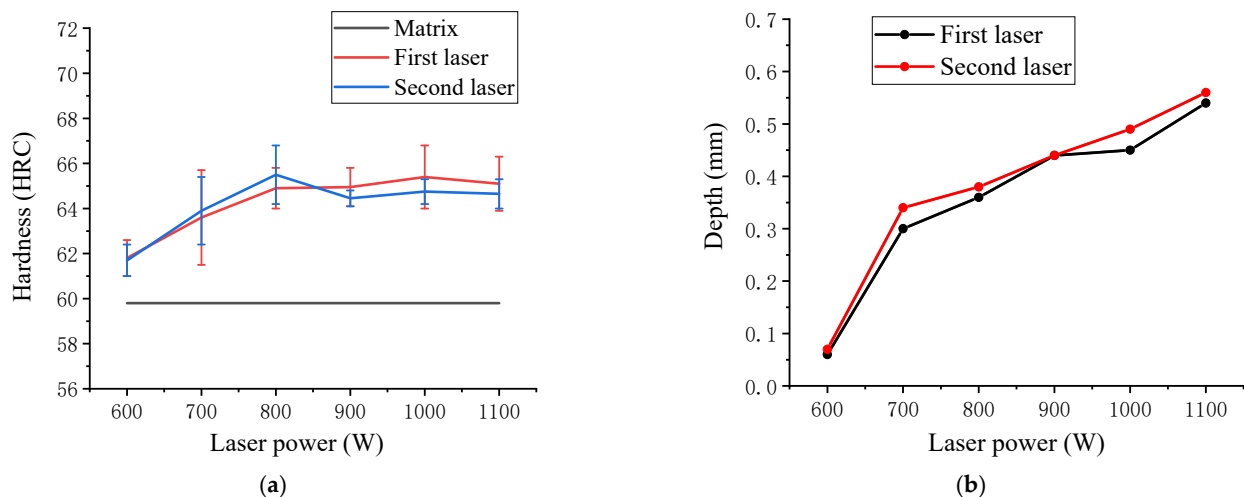 72
70
68
66
64
62
60
58
56
Hardness (HRC)
600 700 800 900 1000 1100
Laser power (W)
Matrix
First laser
Second laser
(a)
0.7
0.6
0.5
0.4
0.3
0.2
0.1
0.0
Depth (mm)
600 700 800 900 1000 1100
Laser power (W)
First laser
Second laser
(b)